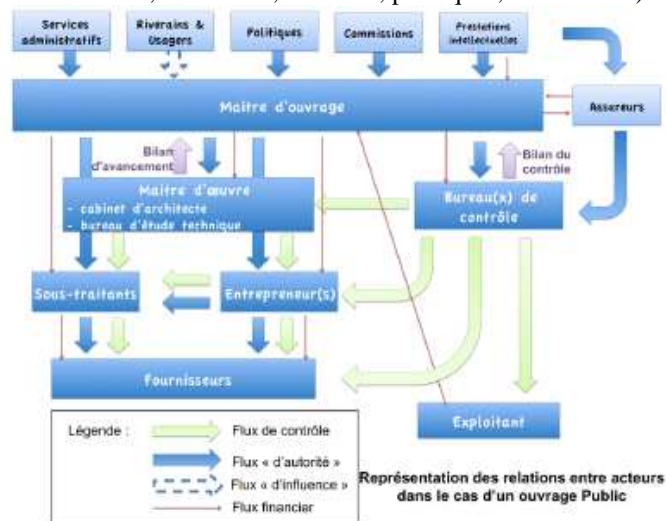 Services
administratifs
Riverains &
Usagers
Politiques
Commissions
Prestations
intellectuelles
Maître d'ouvrage
Assureurs
Bilan
d'avancement
Bilan du
contrôle
Maître d'œuvre
- cabinet d'architecte
- bureau d'étude technique
Bureau(x) de
contrôle
Sous-traitants
Entrepreneur(s)
Fournisseurs
Exploitant
Légende :
Flux de contrôle
Flux « d'autorité »
Flux « d'influence »
Flux financier
Représentation des relations entre acteurs
dans le cas d'un ouvrage Public